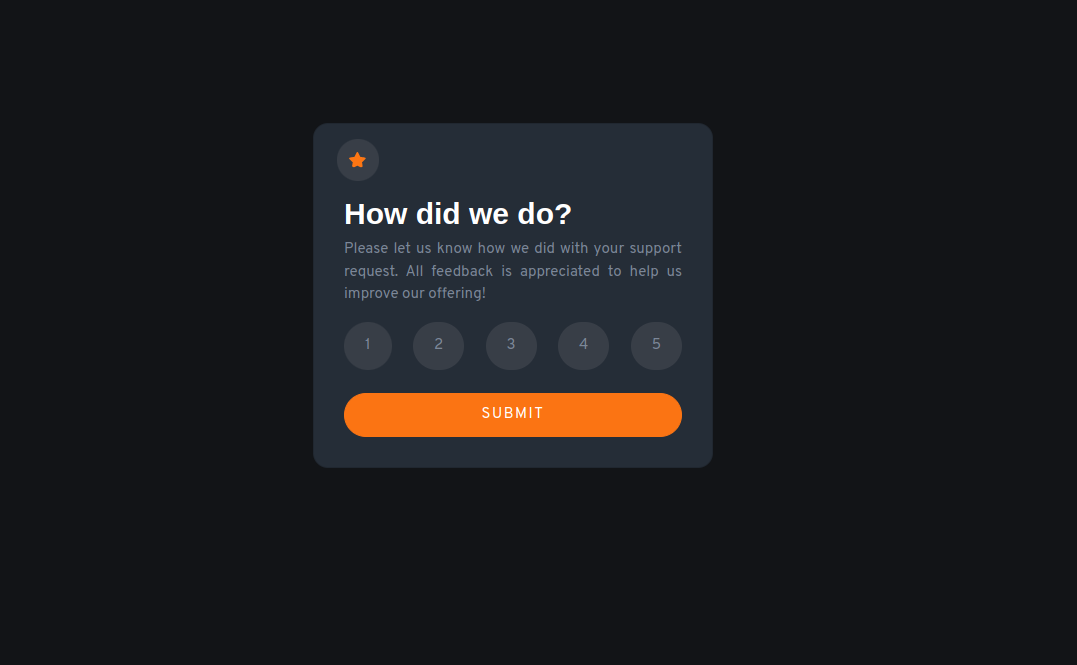 How did we do?
Please let us know how we did with your support
request. All feedback is appreciated to help us
improve our offering!
1 2 3 4 5
SUBMIT